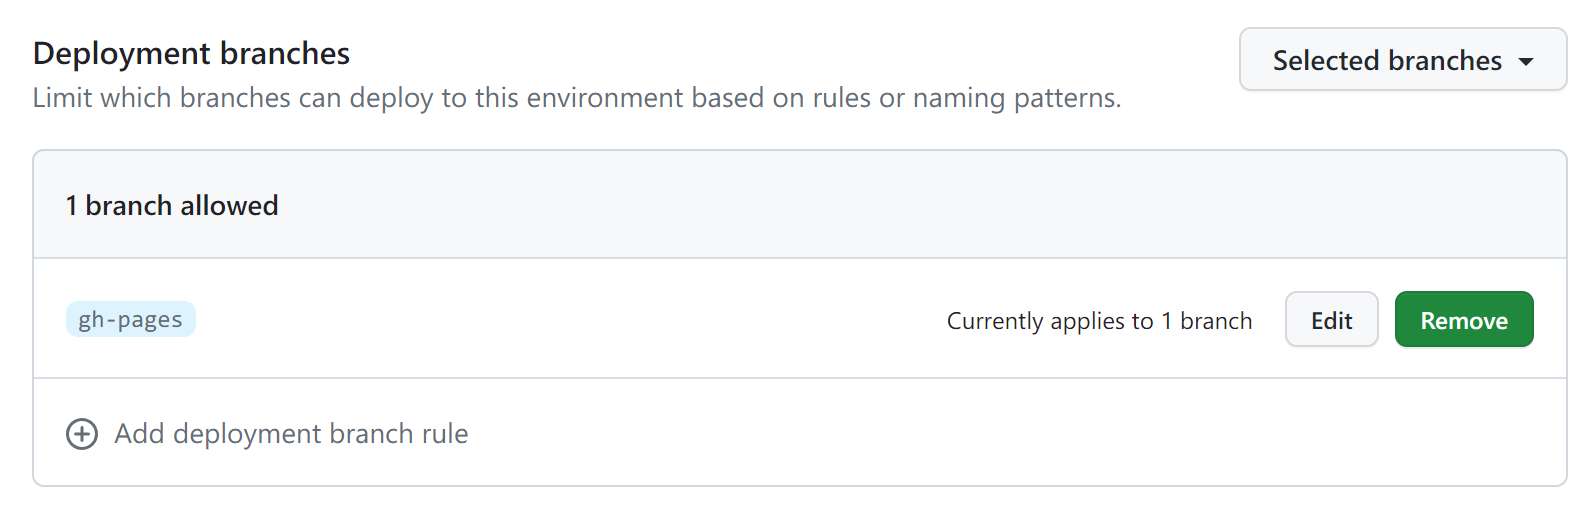 Deployment branches
Selected branches
Limit which branches can deploy to this environment based on rules or naming patterns.
1 branch allowed
gh-pages
Currently applies to 1 branch
Edit
Remove
Add deployment branch rule